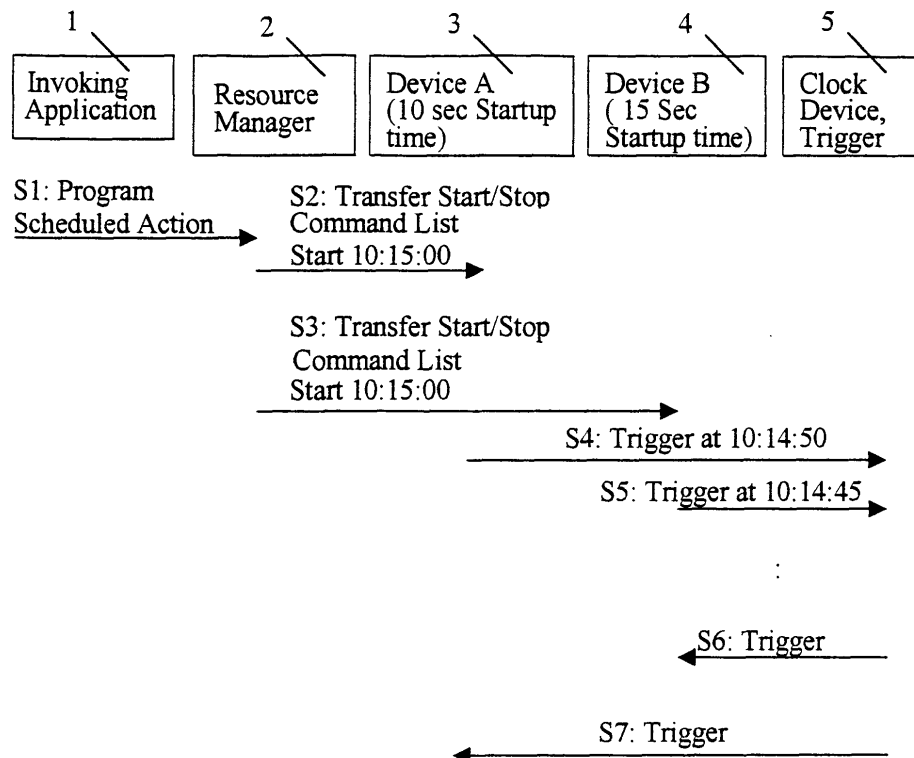 1
2
3
4
5
Invoking
Application
Resource
Manager
Device A
(10 sec Startup
time)
Device B
( 15 Sec
Startup time)
Clock
Device,
Trigger
S1: Program
Scheduled Action
S2: Transfer Start/Stop
Command List
Start 10:15:00
S3: Transfer Start/Stop
Command List
Start 10:15:00
S4: Trigger at 10:14:50
S5: Trigger at 10:14:45
:
S6: Trigger
S7: Trigger